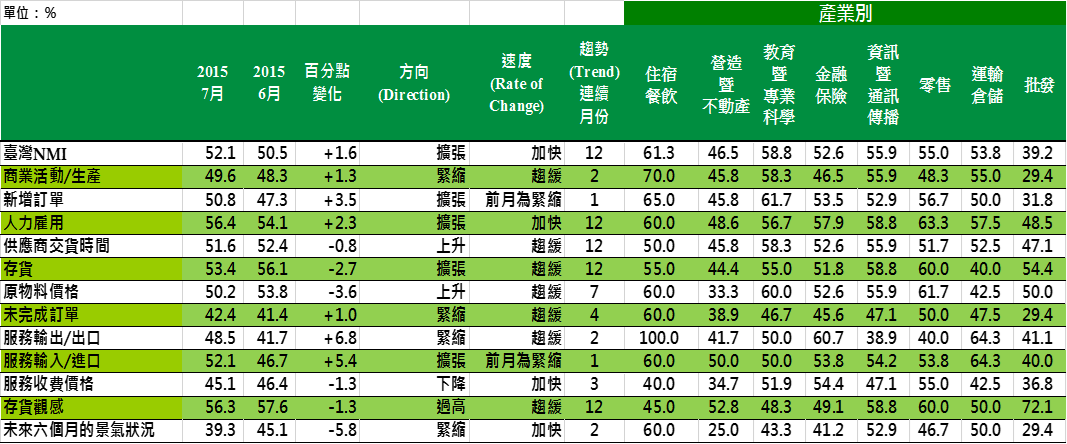 單位：％ 產業別
2015 7月 2015 6月 百分點變化 方向 (Direction) 速度 (Rate of Change) 趨勢 (Trend) 連續月份 住宿餐飲 營造暨不動產 教育暨專業科學 金融保險 資訊暨通訊傳播 零售 運輸倉儲 批發
臺灣NMI 52.1 50.5 +1.6 擴張 加快 12 61.3 46.5 58.8 52.6 55.9 55.0 53.8 39.2
商業活動/生產 49.6 48.3 +1.3 緊縮 趨緩 2 70.0 45.8 58.3 46.5 55.9 48.3 55.0 29.4
新增訂單 50.8 47.3 +3.5 擴張 前月為緊縮 1 65.0 45.8 61.7 53.5 52.9 56.7 50.0 31.8
人力雇用 56.4 54.1 +2.3 擴張 加快 12 60.0 48.6 56.7 57.9 58.8 63.3 57.5 48.5
供應商交貨時間 51.6 52.4 -0.8 上升 趨緩 12 50.0 45.8 58.3 52.6 55.9 51.7 52.5 47.1
存貨 53.4 56.1 -2.7 擴張 趨緩 12 55.0 44.4 55.0 51.8 58.8 60.0 40.0 54.4
原物料價格 50.2 53.8 -3.6 上升 趨緩 7 60.0 33.3 60.0 52.6 55.9 61.7 42.5 50.0
未完成訂單 42.4 41.4 +1.0 緊縮 趨緩 4 60.0 38.9 46.7 45.6 47.1 50.0 47.5 29.4
服務輸出/出口 48.5 41.7 +6.8 緊縮 趨緩 2 100.0 41.7 50.0 60.7 38.9 40.0 64.3 41.1
服務輸入/進口 52.1 46.7 +5.4 擴張 前月為緊縮 1 60.0 50.0 50.0 53.8 54.2 53.8 64.3 40.0
服務收費價格 45.1 46.4 -1.3 下降 加快 3 40.0 34.7 51.9 54.4 47.1 55.0 42.5 36.8
存貨觀感 56.3 57.6 -1.3 過高 趨緩 12 45.0 52.8 48.3 49.1 58.8 60.0 50.0 72.1
未來六個月的景氣狀況 39.3 45.1 -5.8 緊縮 加快 2 60.0 25.0 43.3 41.2 52.9 46.7 50.0 29.4